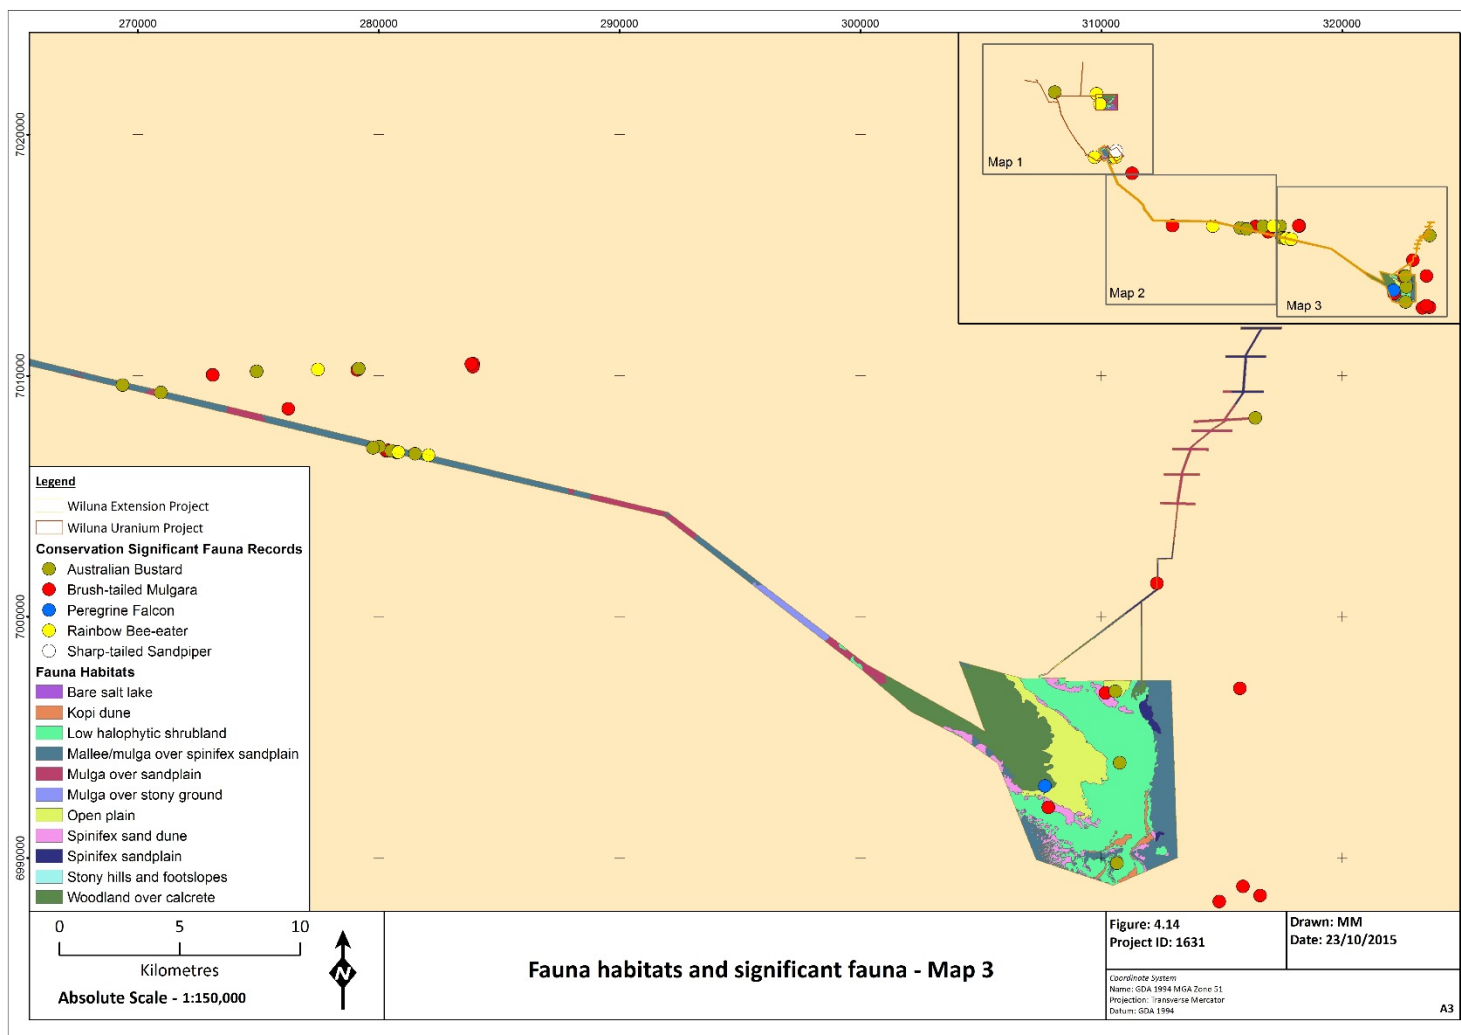 270000 280000 290000 300000 310000 320000
7020000
7010000
7000000
6990000
Map 1
Map 2
Map 3
Legend
Wiluna Extension Project
Wiluna Uranium Project
Conservation Significant Fauna Records
Australian Bustard
Brush-tailed Mulgara
Peregrine Falcon
Rainbow Bee-eater
Sharp-tailed Sandpiper
Fauna Habitats
Bare salt lake
Kopi dune
Low halophytic shrubland
Mallee/mulga over spinifex sandplain
Mulga over sandplain
Mulga over stony ground
Open plain
Spinifex sand dune
Spinifex sandplain
Stony hills and footslopes
Woodland over calcrete
0 5 10
Kilometres
Absolute Scale - 1:150,000
N
Fauna habitats and significant fauna - Map 3
Figure: 4.14
Project ID: 1631
Drawn: MM
Date: 23/10/2015
Coordinate System
Name: GDA 1994 MGA Zone 51
Projection: Transverse Mercator
Datum: GDA 1994
A3